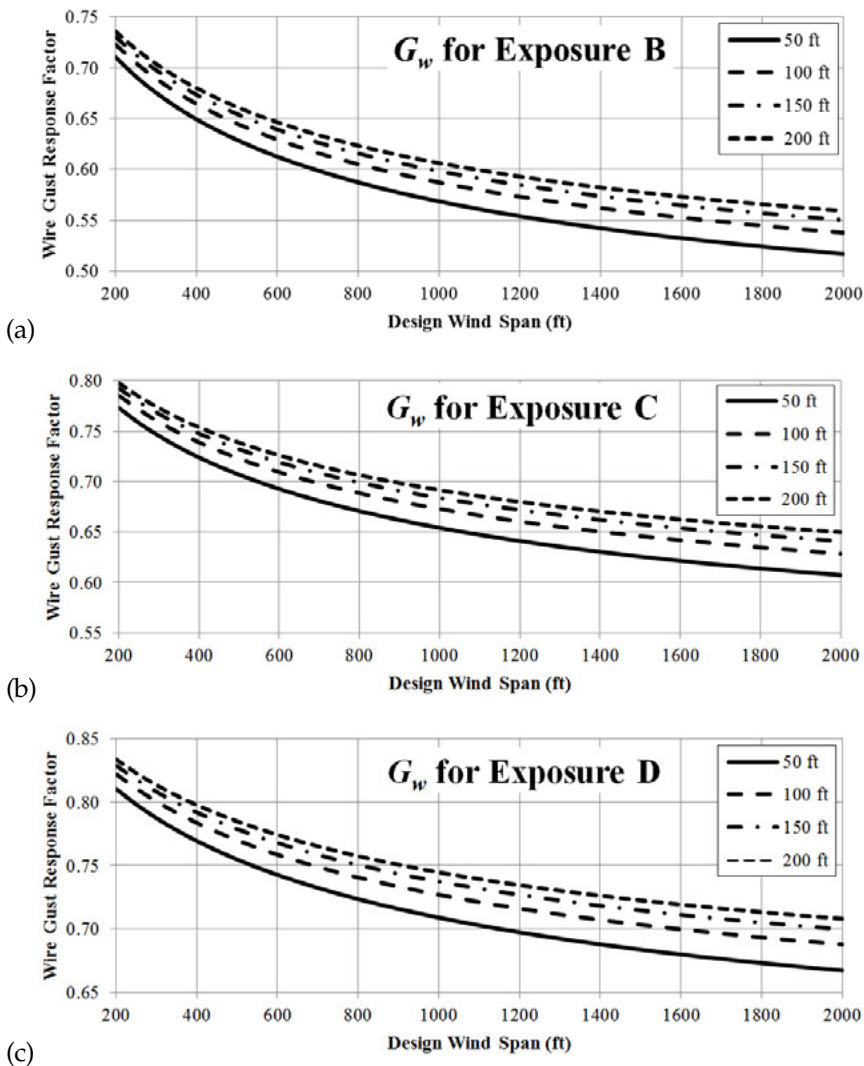 0.75
0.70
0.65
0.60
0.55
0.50
Wire Gust Response Factor
Gw for Exposure B
50 ft
100 ft
150 ft
200 ft
200 400 600 800 1000 1200 1400 1600 1800 2000
Design Wind Span (ft)
(a)
0.80
0.75
0.70
0.65
0.60
0.55
Wire Gust Response Factor
Gw for Exposure C
50 ft
100 ft
150 ft
200 ft
200 400 600 800 1000 1200 1400 1600 1800 2000
Design Wind Span (ft)
(b)
0.85
0.80
0.75
0.70
0.65
Wire Gust Response Factor
Gw for Exposure D
50 ft
100 ft
150 ft
200 ft
200 400 600 800 1000 1200 1400 1600 1800 2000
Design Wind Span (ft)
(c)